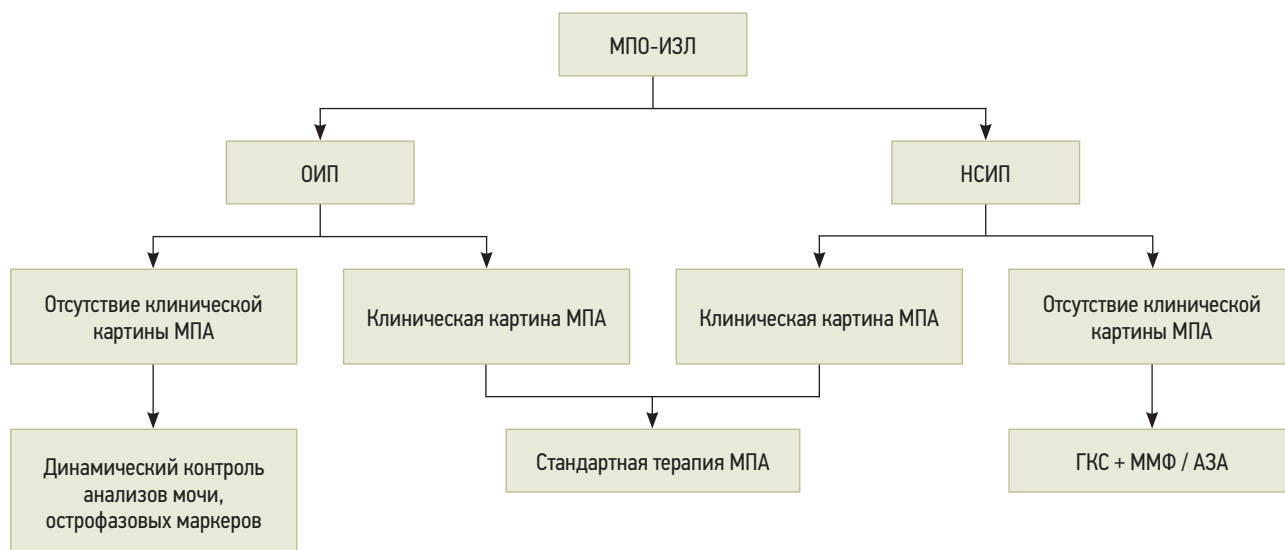 МПО-ИЗЛ
ОИП
НСИП
Отсутствие клинической
картины МПА
Клиническая картина МПА
Клиническая картина МПА
Отсутствие клинической
картины МПА
Динамический контроль
анализов мочи,
острофазовых маркеров
Стандартная терапия МПА
ГКС + ММФ / АЗА